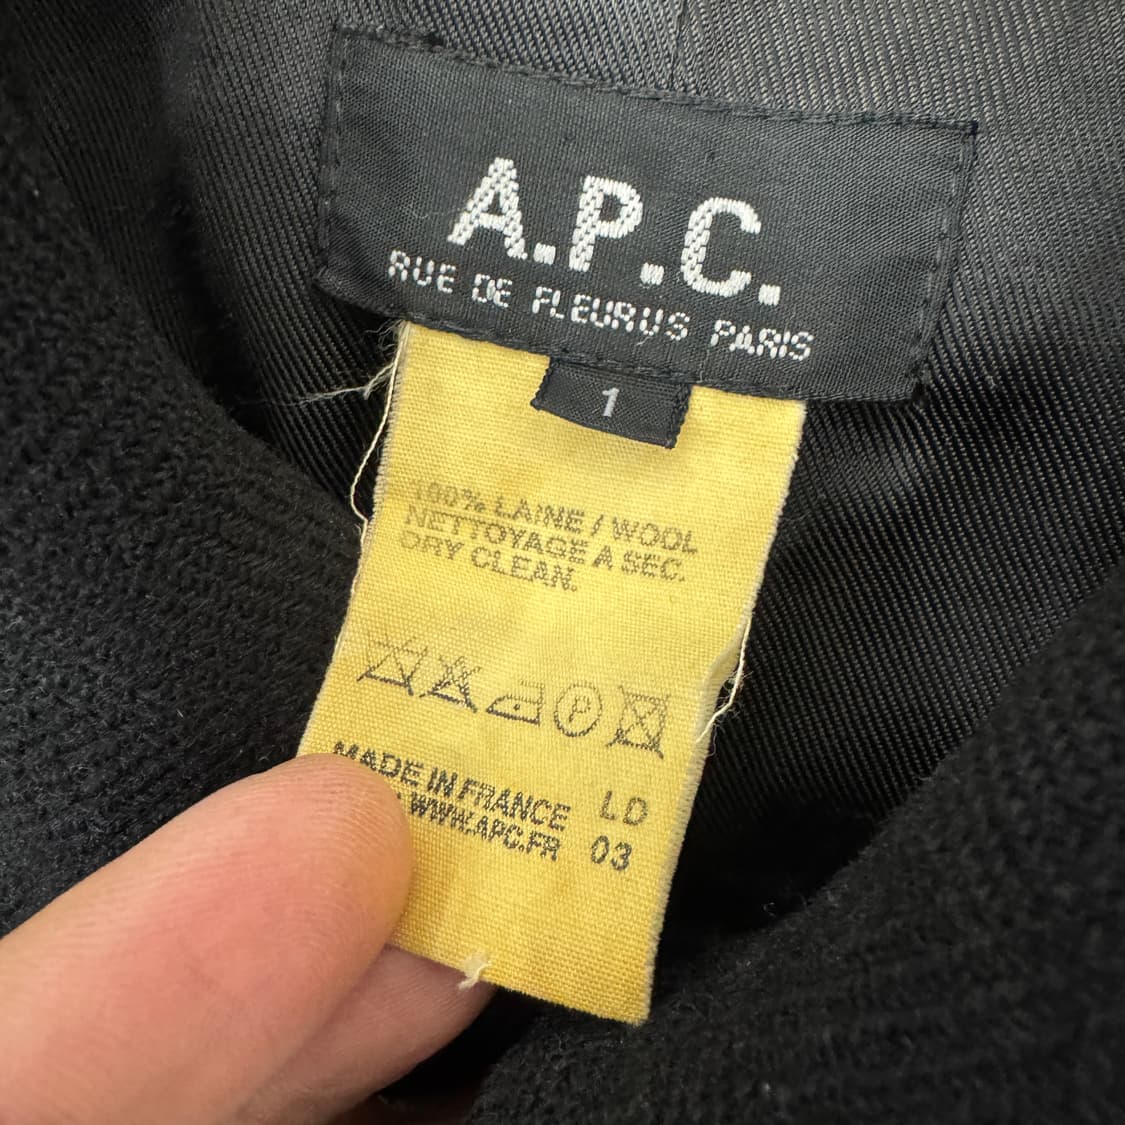 A.P.C.
RUE DE FLEURUS PARIS
1
100% LAINE / WOOL
NETTOYAGE A SEC.
DRY CLEAN.
P
MADE IN FRANCE LD
WWW.APC.FR 03